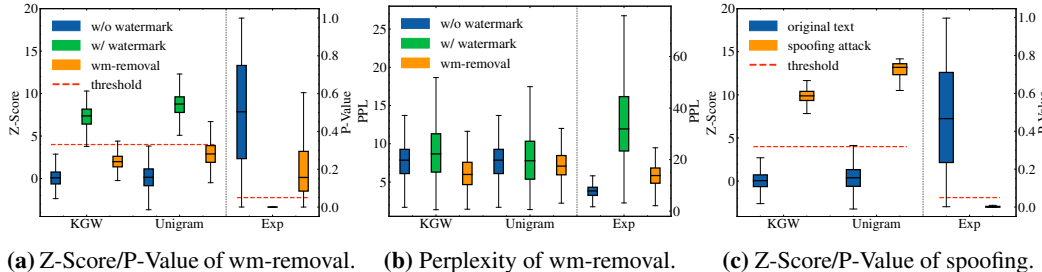 20
15
10
5
0
Z-Score
w/o watermark
w/ watermark
wm-removal
threshold
1.0
0.8
0.6
0.4
0.2
0.0
P-Value
KGW Unigram Exp
25
20
15
10
5
PPL
w/o watermark
w/ watermark
wm-removal
60
40
20
0
PPL
KGW Unigram Exp
20
15
10
5
0
Z-Score
original text
spoofing attack
threshold
1.0
0.8
0.6
0.4
0.2
0.0
KGW Unigram Exp
(a) Z-Score/P-Value of wm-removal. (b) Perplexity of wm-removal. (c) Z-Score/P-Value of spoofing.